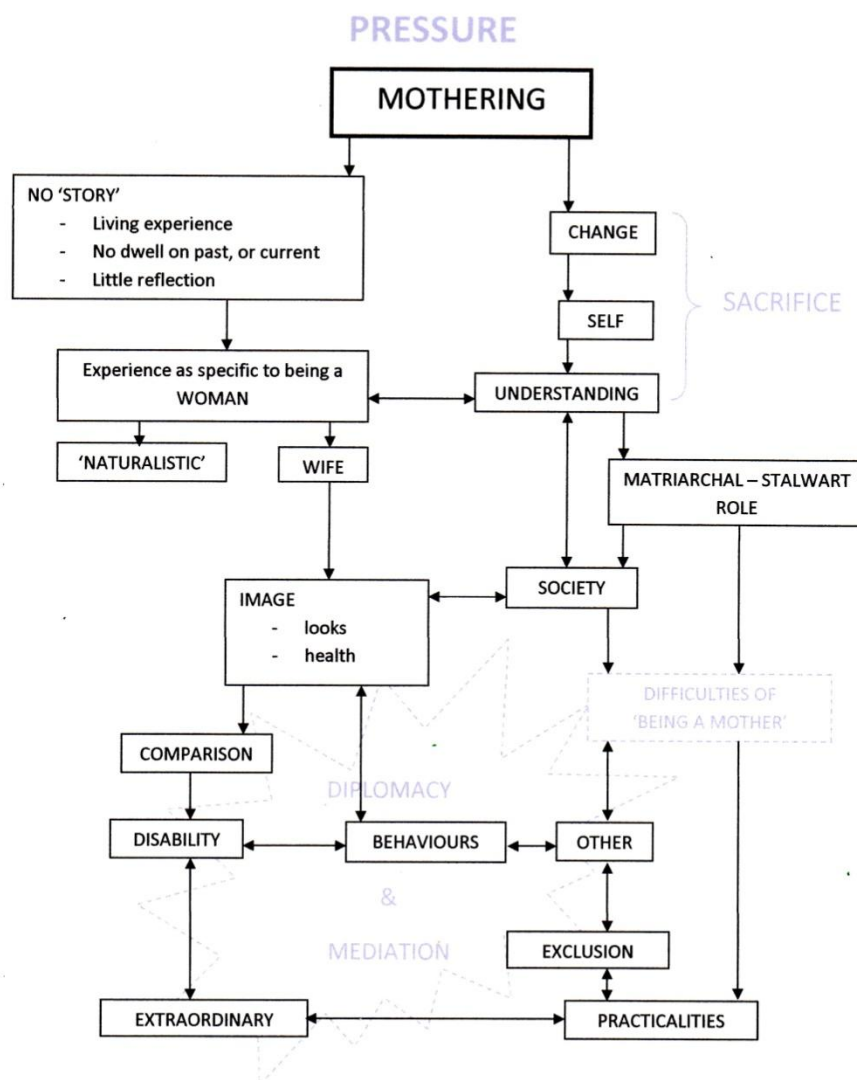 PRESSURE
MOTHERING
NO ‘STORY’
- Living experience
- No dwell on past, or current
- Little reflection
CHANGE
SELF
SACRIFICE
Experience as specific to being a
WOMAN
UNDERSTANDING
‘NATURALISTIC’
WIFE
MATRIARCHAL – STALWART
ROLE
IMAGE
- looks
- health
SOCIETY
DIFFICULTIES OF
‘BEING A MOTHER’
COMPARISON
DIPLOMACY
DISABILITY
BEHAVIOURS
OTHER
&
MEDIATION
EXCLUSION
EXTRAORDINARY
PRACTICALITIES